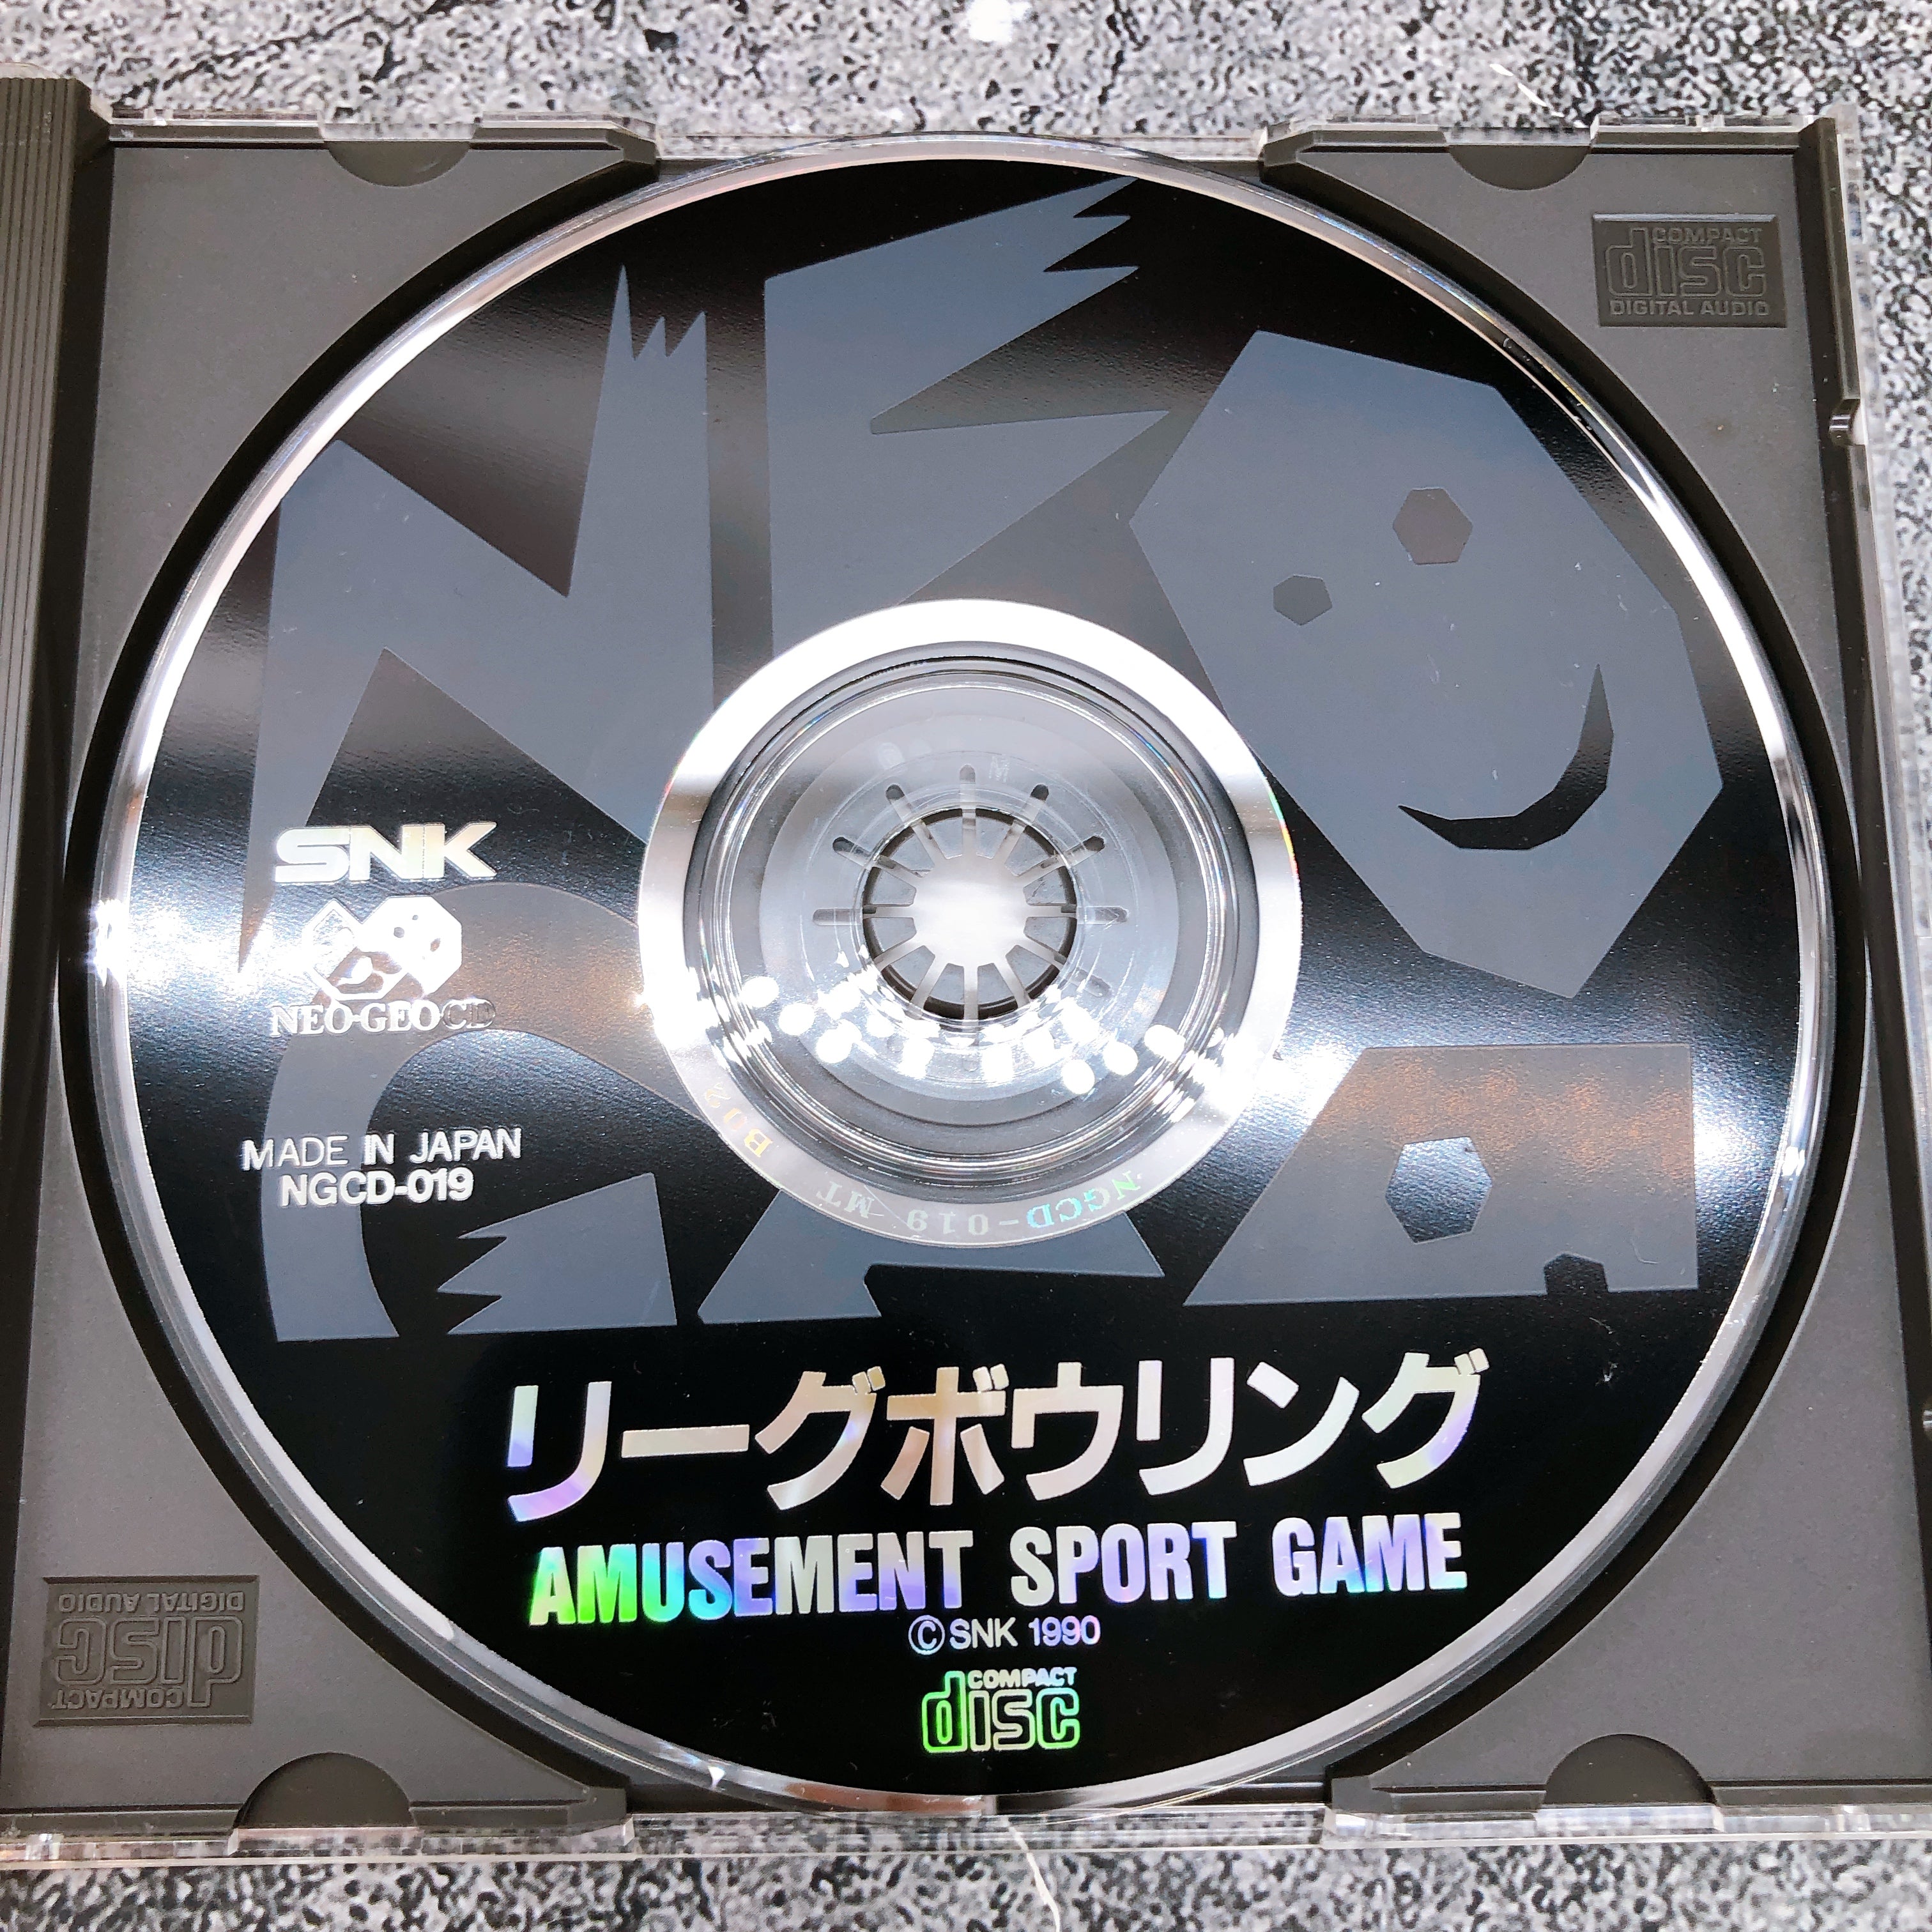 COMPACT
disc
DIGITAL AUDIO
NEO
SNK
NEO·GEO CD
MADE IN JAPAN
NGCD-019
NGCD-019 MT B02
リーグボウリング
AMUSEMENT SPORT GAME
©SNK 1990
COMPACT
disc
COMPACT
disc
DIGITAL AUDIO